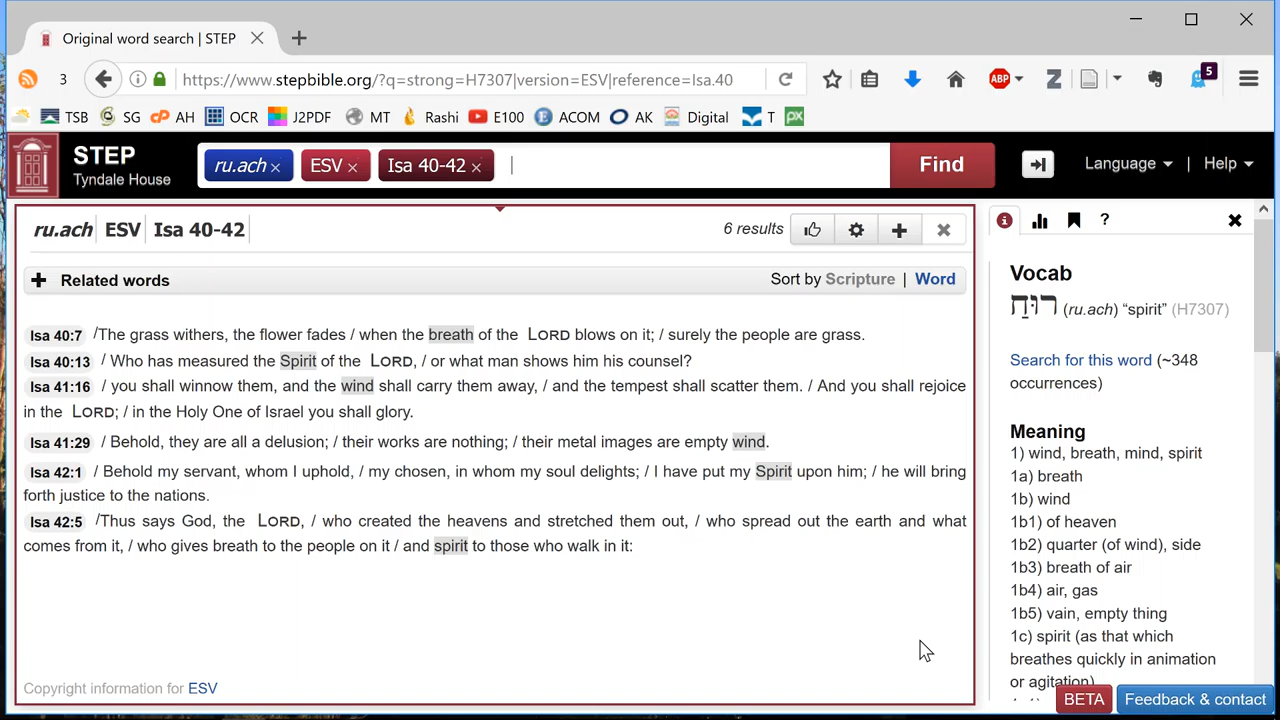 Original word search | STEP
3
https://www.stepbible.org/?q=strong=H7307|version=ESV|reference=Isa.40
ABP
Z
5
TSB
SG
AH
OCR
J2PDF
MT
Rashi
E100
ACOM
AK
Digital
T
px
STEP
Tyndale House
ru.ach ×
ESV ×
Isa 40-42 ×
Find
Language
|
Help
ru.ach | ESV | Isa 40-42
6 results
Related words
Sort by Scripture | Word
Isa 40:7 /The grass withers, the flower fades / when the breath of the LORD blows on it; / surely the people are grass.
Isa 40:13 / Who has measured the Spirit of the LORD, / or what man shows him his counsel?
Isa 41:16 / you shall winnow them, and the wind shall carry them away, / and the tempest shall scatter them. / And you shall rejoice
in the LORD; / in the Holy One of Israel you shall glory.
Isa 41:29 / Behold, they are all a delusion; / their works are nothing; / their metal images are empty wind.
Isa 42:1 / Behold my servant, whom I uphold, / my chosen, in whom my soul delights; / I have put my Spirit upon him; / he will bring
forth justice to the nations.
Isa 42:5 /Thus says God, the LORD, / who created the heavens and stretched them out, / who spread out the earth and what
comes from it, / who gives breath to the people on it / and spirit to those who walk in it:
Copyright information for ESV
?
Vocab
רוּחַ (ru.ach) “spirit” (H7307)
Search for this word (~348
occurrences)
Meaning
1) wind, breath, mind, spirit
1a) breath
1b) wind
1b1) of heaven
1b2) quarter (of wind), side
1b3) breath of air
1b4) air, gas
1b5) vain, empty thing
1c) spirit (as that which
breathes quickly in animation
or agitation)
BETA
Feedback & contact